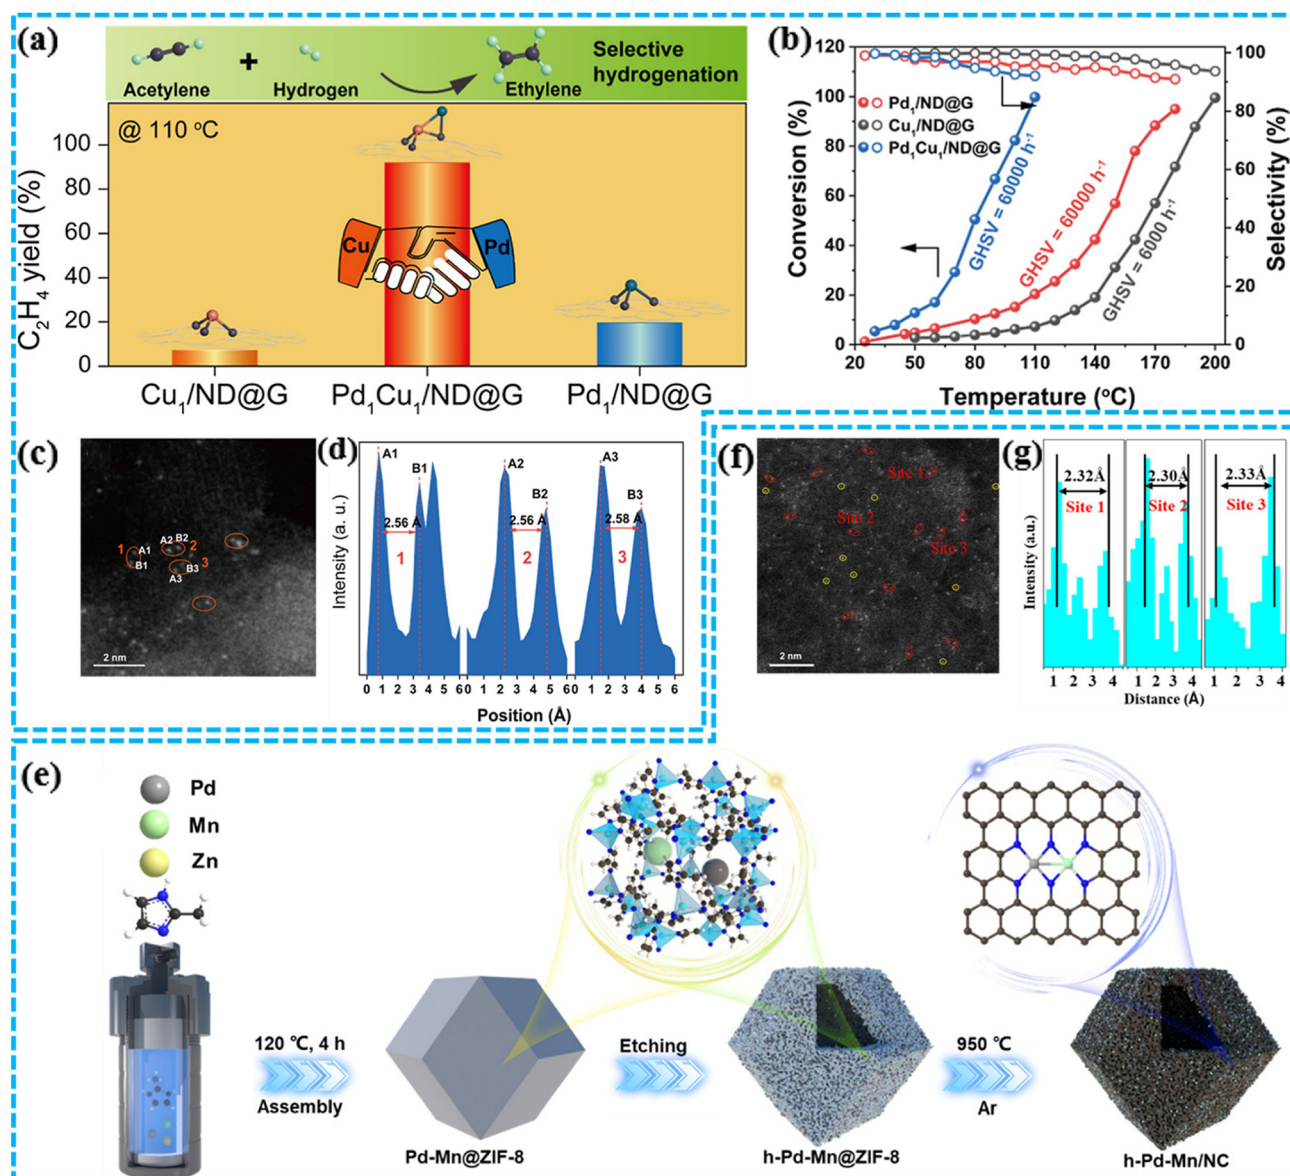 (a)
Acetylene
+
Hydrogen
Ethylene
Selective
hydrogenation
@ 110 °C
C₂H₄ yield (%)
100
80
60
40
20
0
Cu
Pd
Cu₁/ND@G
Pd₁Cu₁/ND@G
Pd₁/ND@G
(b)
Conversion (%)
120
100
80
60
40
20
0
Pd₁/ND@G
Cu₁/ND@G
Pd₁Cu₁/ND@G
GHSV = 60000 h⁻¹
GHSV = 60000 h⁻¹
GHSV = 6000 h⁻¹
100
80
60
40
20
0
Selectivity (%)
20 50 80 110 140 170 200
Temperature (°C)
(c)
1
A1
B1
A2 B2
2
B3
3
A3
2 nm
(d)
Intensity (a. u.)
A1
B1
2.56 Å
1
A2
B2
2.56 Å
2
A3
B3
2.58 Å
3
0 1 2 3 4 5 6 0 1 2 3 4 5 6 0 1 2 3 4 5 6
Position (Å)
(f)
Site 1
Site 2
Site 3
2 nm
(g)
Intensity (a.u.)
2.32Å
Site 1
2.30Å
Site 2
2.33Å
Site 3
1 2 3 4 1 2 3 4 1 2 3 4
Distance (Å)
(e)
Pd
Mn
Zn
120 ℃, 4 h
Assembly
Pd-Mn@ZIF-8
Etching
h-Pd-Mn@ZIF-8
950 ℃
Ar
h-Pd-Mn/NC